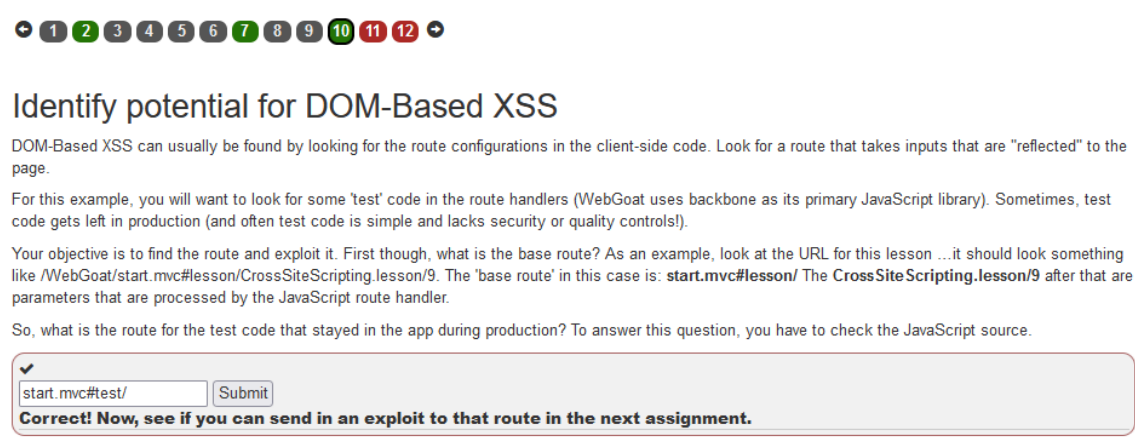 1 2 3 4 5 6 7 8 9 10 11 12
Identify potential for DOM-Based XSS
DOM-Based XSS can usually be found by looking for the route configurations in the client-side code. Look for a route that takes inputs that are "reflected" to the
page.
For this example, you will want to look for some 'test' code in the route handlers (WebGoat uses backbone as its primary JavaScript library). Sometimes, test
code gets left in production (and often test code is simple and lacks security or quality controls!).
Your objective is to find the route and exploit it. First though, what is the base route? As an example, look at the URL for this lesson …it should look something
like /WebGoat/start.mvc#lesson/CrossSiteScripting.lesson/9. The 'base route' in this case is: start.mvc#lesson/ The CrossSiteScripting.lesson/9 after that are
parameters that are processed by the JavaScript route handler.
So, what is the route for the test code that stayed in the app during production? To answer this question, you have to check the JavaScript source.
start.mvc#test/ Submit
Correct! Now, see if you can send in an exploit to that route in the next assignment.